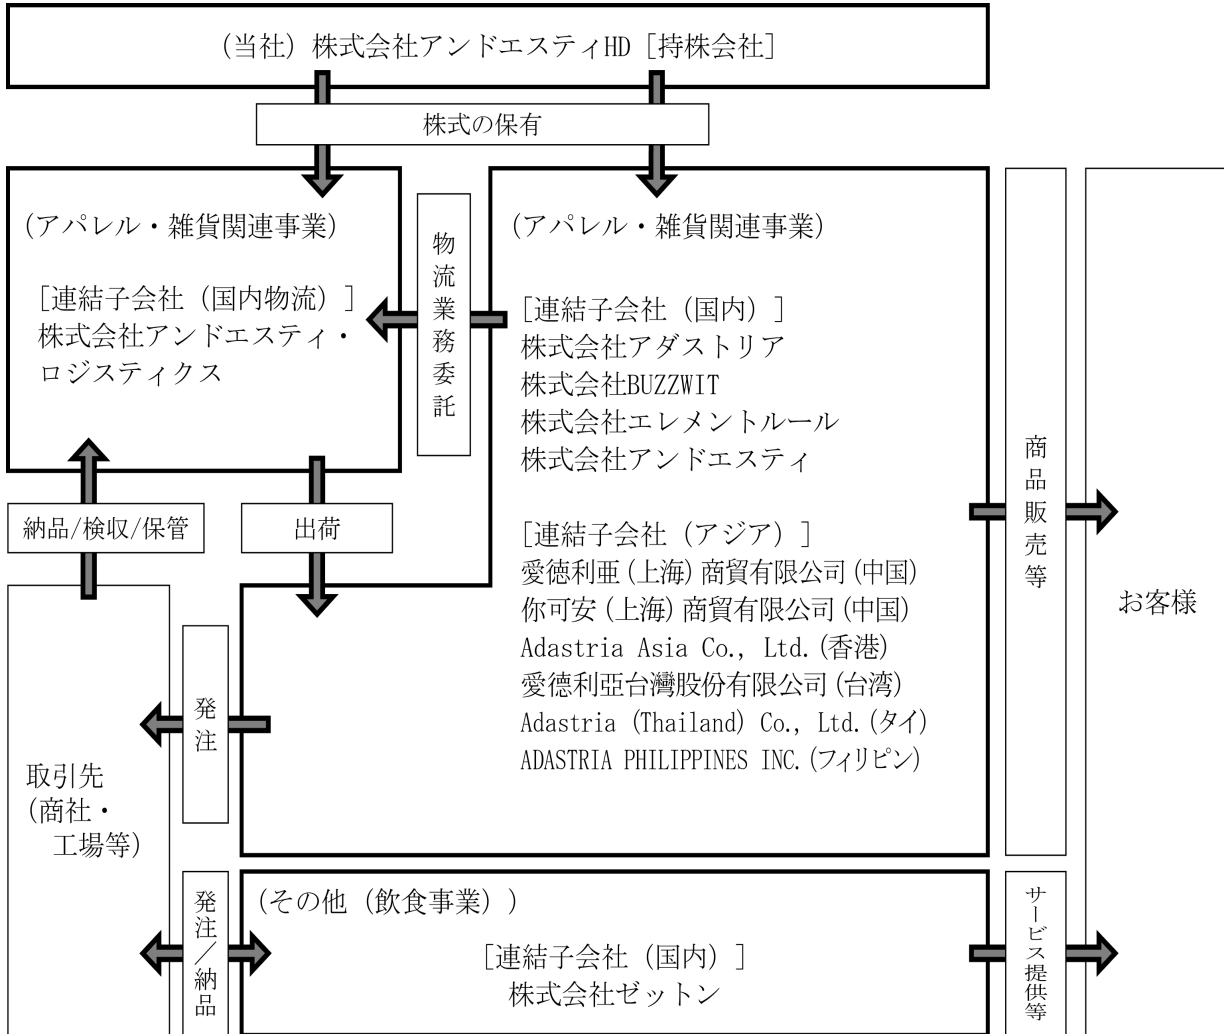 (当社) 株式会社アンドエスティHD [持株会社]
株式の保有
(アパレル・雑貨関連事業)
[連結子会社 (国内物流) ]
株式会社アンドエスティ・
ロジスティクス
物流業務委託
(アパレル・雑貨関連事業)
[連結子会社 (国内) ]
株式会社アダストリア
株式会社BUZZWIT
株式会社エレメントルール
株式会社アンドエスティ
[連結子会社 (アジア) ]
愛徳利亜 (上海) 商貿有限公司 (中国)
你可安 (上海) 商貿有限公司 (中国)
Adastria Asia Co., Ltd. (香港)
愛德利亞台灣股份有限公司 (台湾)
Adastria (Thailand) Co., Ltd. (タイ)
ADASTRIA PHILIPPINES INC. (フィリピン)
納品/検収/保管
出荷
発注
取引先
(商社・
工場等)
商品販売等
お客様
発注/納品
(その他 (飲食事業) )
[連結子会社 (国内) ]
株式会社ゼットン
サービス提供等